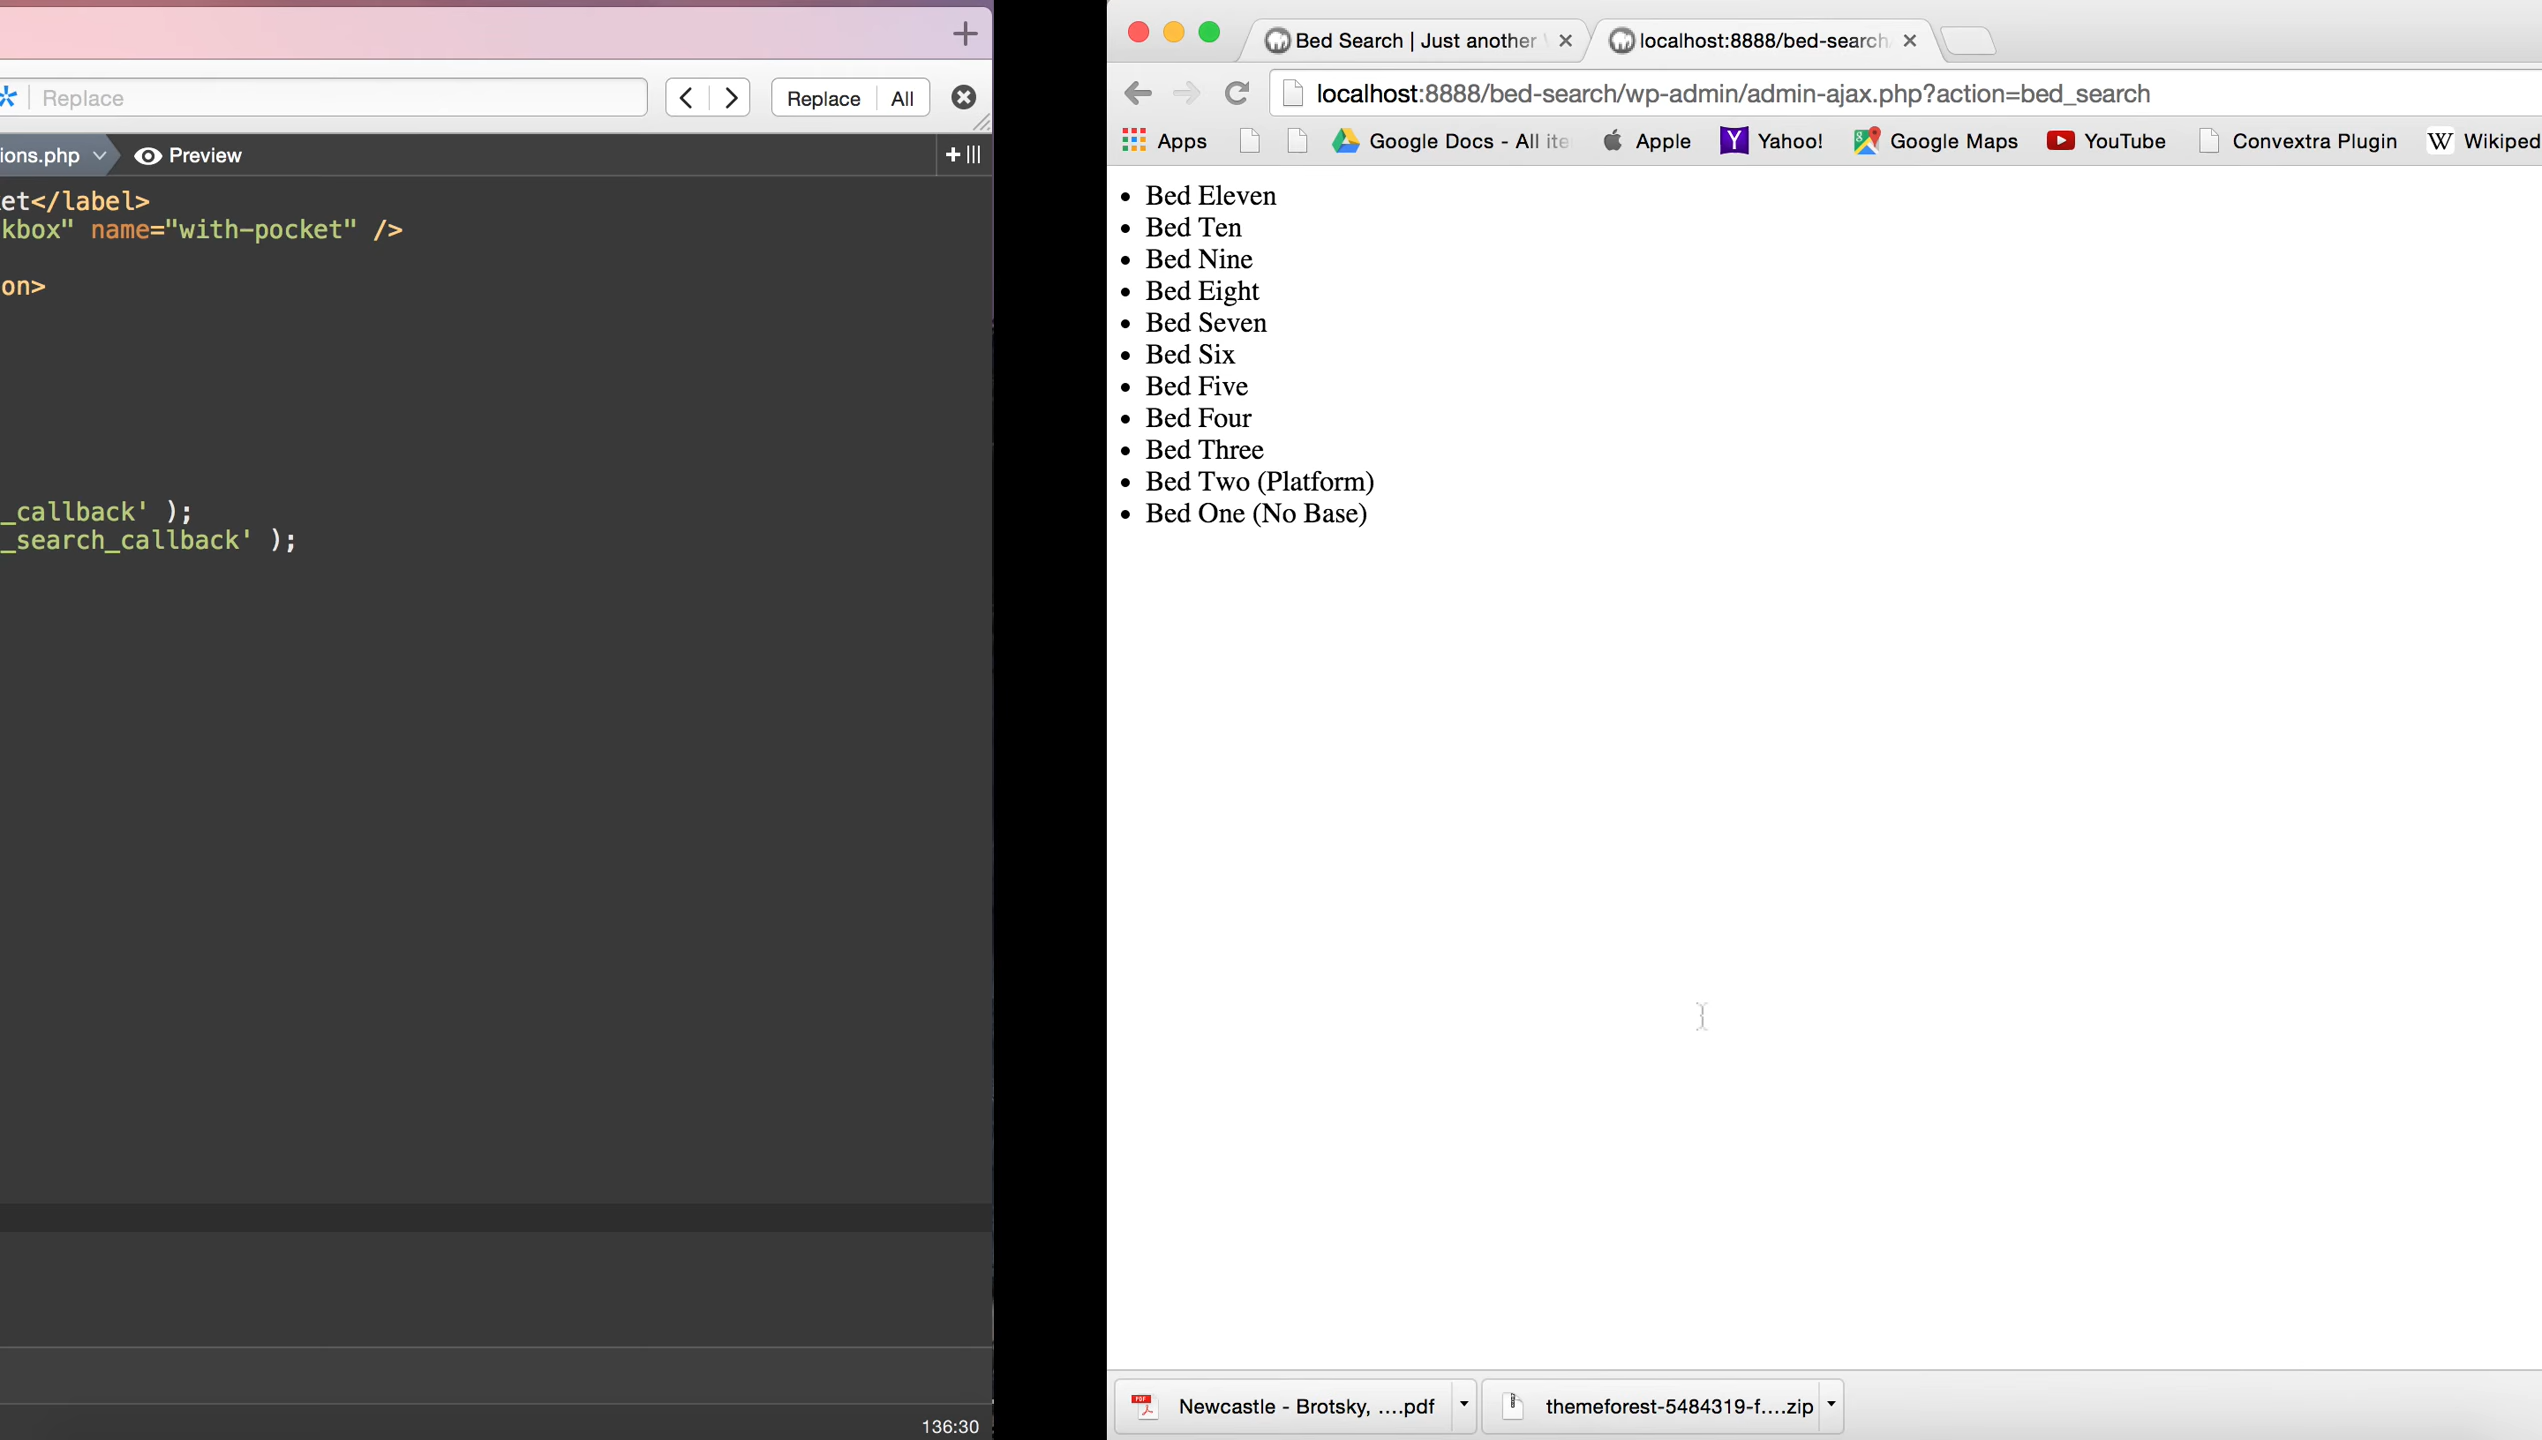 Replace
Replace
All
ions.php
Preview
et</label>
kbox" name="with-pocket" />
on>
_callback' );
_search_callback' );
136:30
Bed Search | Just another
localhost:8888/bed-search
localhost:8888/bed-search/wp-admin/admin-ajax.php?action=bed_search
Apps
Google Docs - All ite
Apple
Yahoo!
Google Maps
YouTube
Convextra Plugin
W Wikiped
• Bed Eleven
• Bed Ten
• Bed Nine
• Bed Eight
• Bed Seven
• Bed Six
• Bed Five
• Bed Four
• Bed Three
• Bed Two (Platform)
• Bed One (No Base)
Newcastle - Brotsky, ....pdf
themeforest-5484319-f....zip